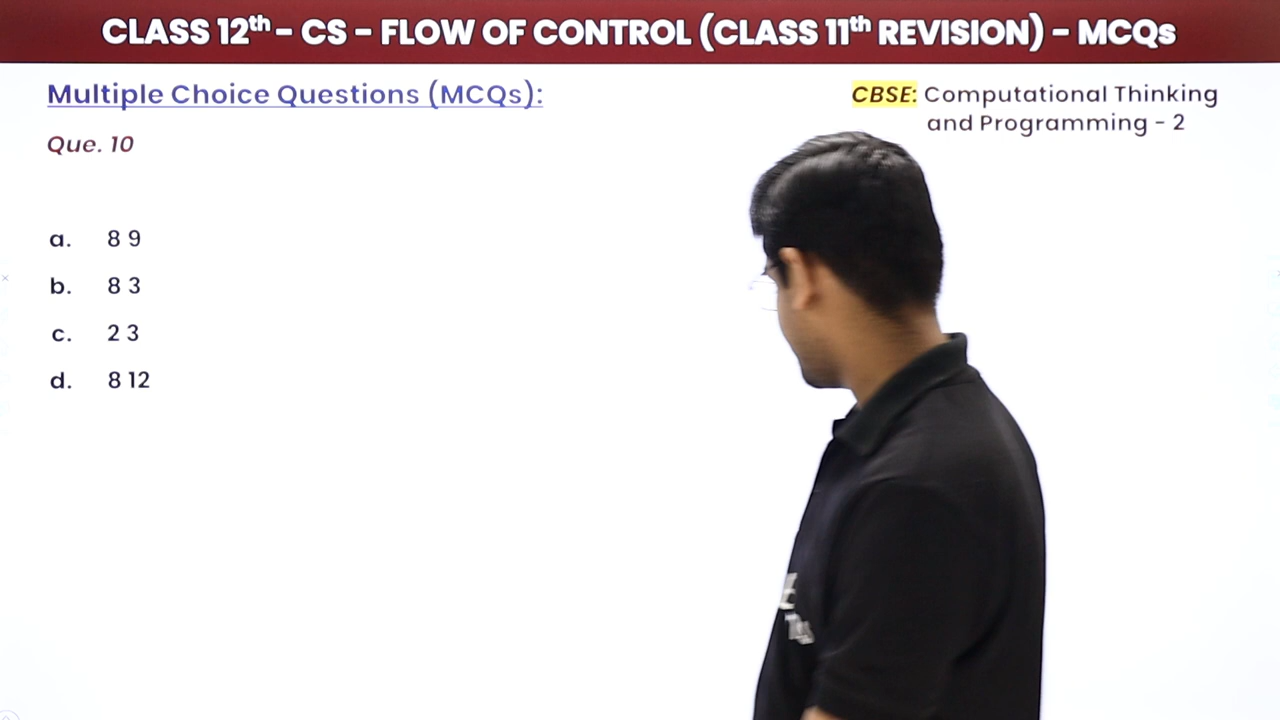 CLASS 12th - CS - FLOW OF CONTROL (CLASS 11th REVISION) - MCQs
Multiple Choice Questions (MCQs):
CBSE: Computational Thinking
and Programming - 2
Que. 10
a. 8 9
b. 8 3
c. 2 3
d. 8 12